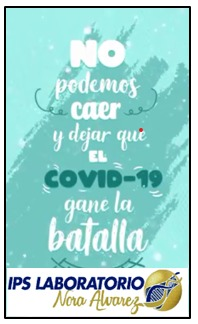 NO
podemos
caer
y dejar que
EL
COVID-19
gane la
batalla
IPS LABORATORIO
Nora Alvarez